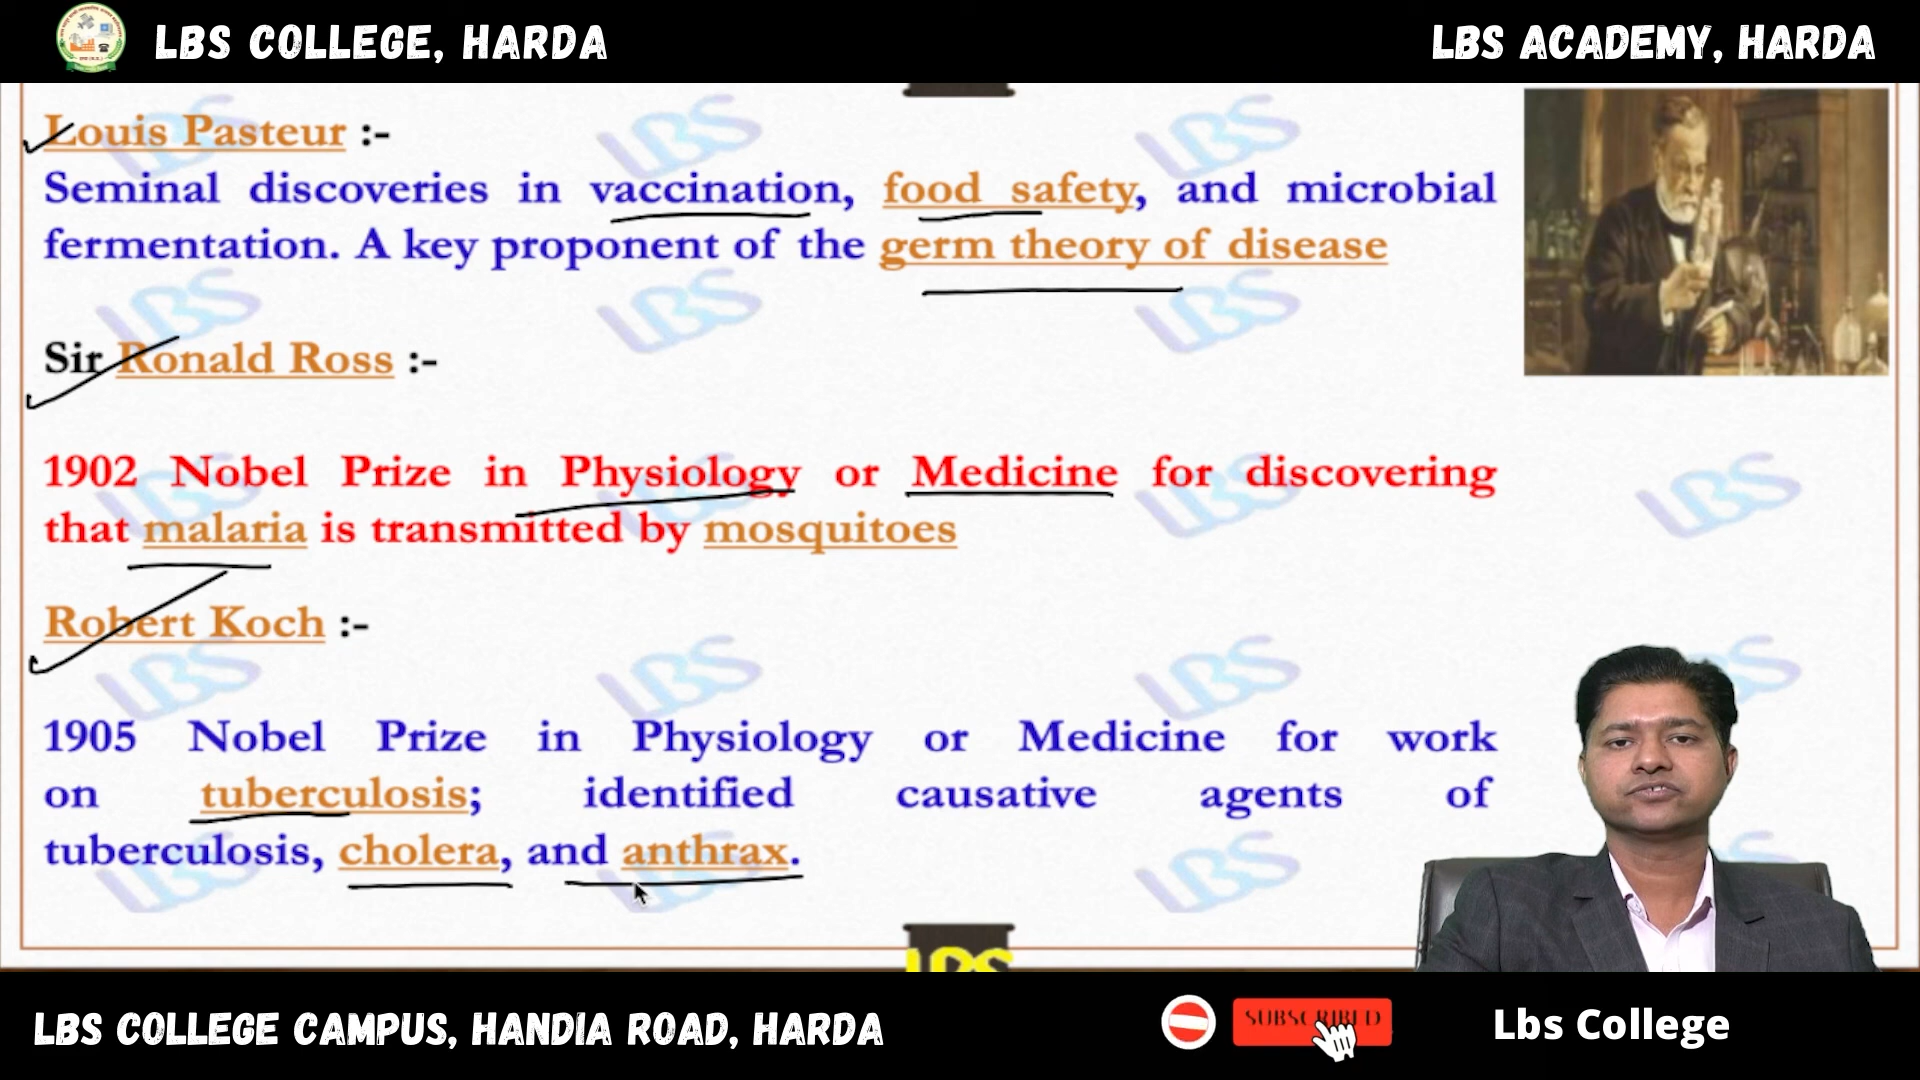 LBS COLLEGE, HARDA
LBS ACADEMY, HARDA
Louis Pasteur :-
Seminal discoveries in vaccination, food safety, and microbial
fermentation. A key proponent of the germ theory of disease
Sir Ronald Ross :-
1902 Nobel Prize in Physiology or Medicine for discovering
that malaria is transmitted by mosquitoes
Robert Koch :-
1905 Nobel Prize in Physiology or Medicine for work
on tuberculosis; identified causative agents of
tuberculosis, cholera, and anthrax.
LBS
LBS COLLEGE CAMPUS, HANDIA ROAD, HARDA
SUBSCRIBED
Lbs College